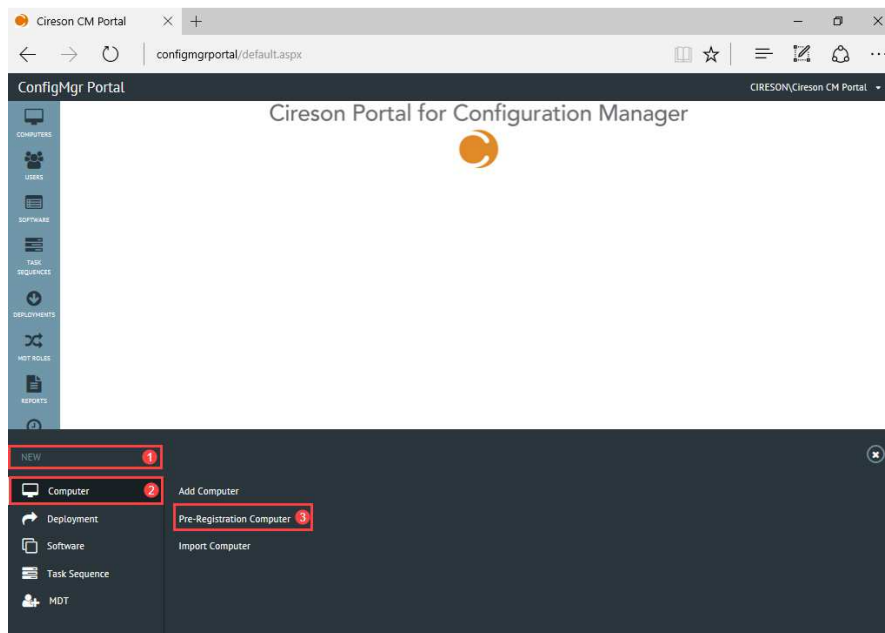 Cireson CM Portal
configmgrportal/default.aspx
ConfigMgr Portal
CIRESON\Cireson CM Portal
Cireson Portal for Configuration Manager
COMPUTERS
USERS
SOFTWARE
TASK
SEQUENCES
DEPLOYMENTS
MDT ROLES
REPORTS
NEW 1
Computer 2
Add Computer
Deployment
Pre-Registration Computer 3
Software
Import Computer
Task Sequence
MDT